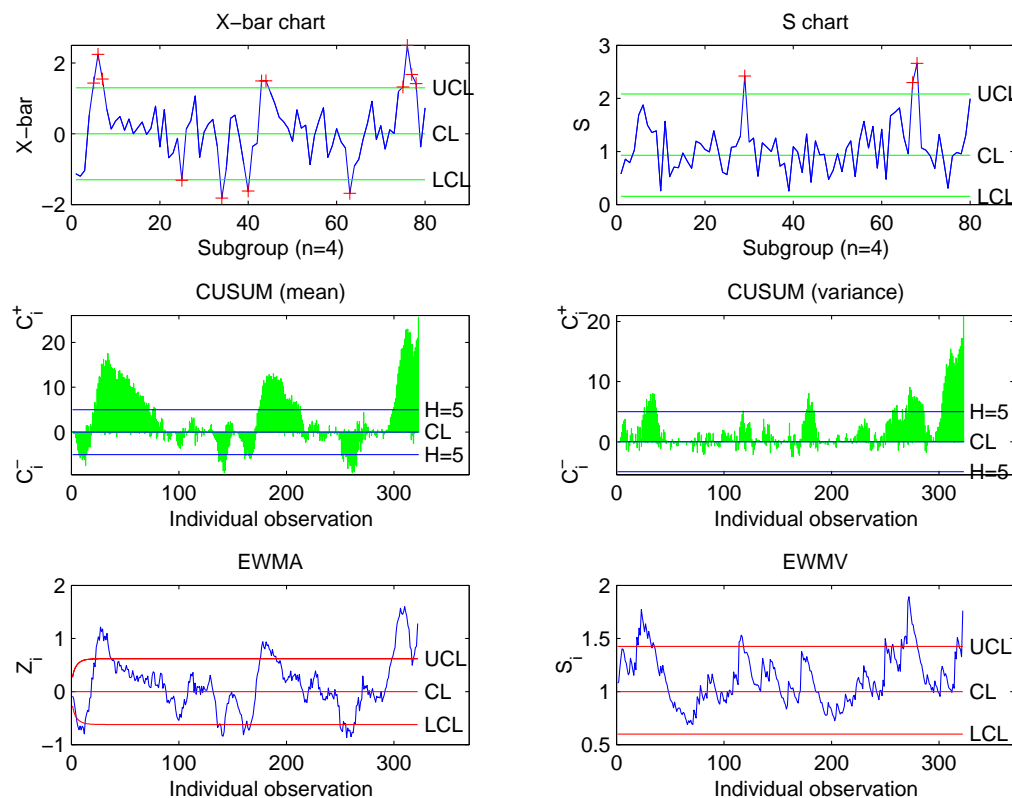 X−bar chart
X−bar
2
0
−2
0
20
40
60
80
UCL
CL
LCL
Subgroup (n=4)
S chart
S
3
2
1
0
0
20
40
60
80
UCL
CL
LCL
Subgroup (n=4)
CUSUM (mean)
C+i
C−i
20
10
0
0
100
200
300
H=5
CL
H=5
Individual observation
CUSUM (variance)
C+i
C−i
20
15
10
5
0
−5
0
100
200
300
H=5
CL
H=5
Individual observation
EWMA
Zi
2
1
0
−1
0
100
200
300
UCL
CL
LCL
Individual observation
EWMV
Si
2
1.5
1
0.5
0
100
200
300
UCL
CL
LCL
Individual observation